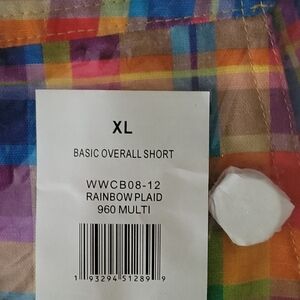 XL
BASIC OVERALL SHORT
WWCB08-12
RAINBOW PLAID
960 MULTI
1 93294 51289 9